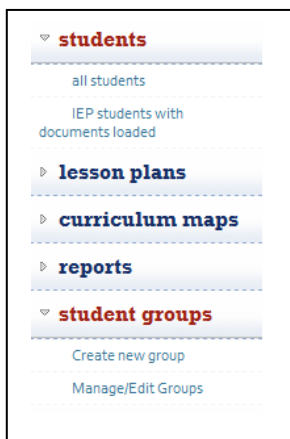 students
all students
IEP students with
documents loaded
lesson plans
curriculum maps
reports
student groups
Create new group
Manage/Edit Groups